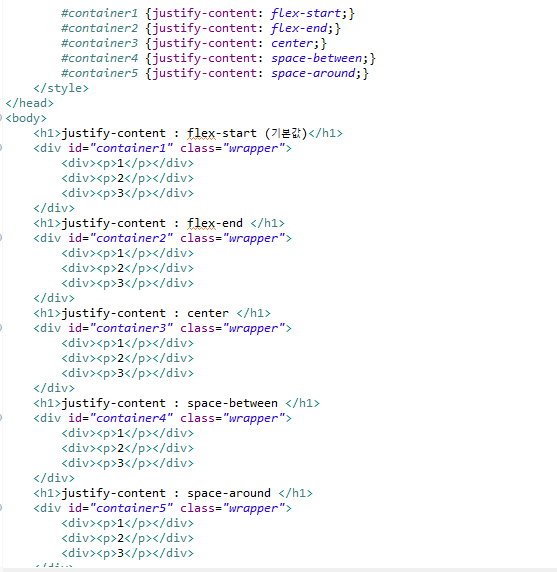 #container1 {justify-content: flex-start;}
#container2 {justify-content: flex-end;}
#container3 {justify-content: center;}
#container4 {justify-content: space-between;}
#container5 {justify-content: space-around;}
</style>
</head>
<body>
<h1>justify-content : flex-start (기본값)</h1>
<div id="container1" class="wrapper">
<div><p>1</p></div>
<div><p>2</p></div>
<div><p>3</p></div>
</div>
<h1>justify-content : flex-end </h1>
<div id="container2" class="wrapper">
<div><p>1</p></div>
<div><p>2</p></div>
<div><p>3</p></div>
</div>
<h1>justify-content : center </h1>
<div id="container3" class="wrapper">
<div><p>1</p></div>
<div><p>2</p></div>
<div><p>3</p></div>
</div>
<h1>justify-content : space-between </h1>
<div id="container4" class="wrapper">
<div><p>1</p></div>
<div><p>2</p></div>
<div><p>3</p></div>
</div>
<h1>justify-content : space-around </h1>
<div id="container5" class="wrapper">
<div><p>1</p></div>
<div><p>2</p></div>
<div><p>3</p></div>
</div>